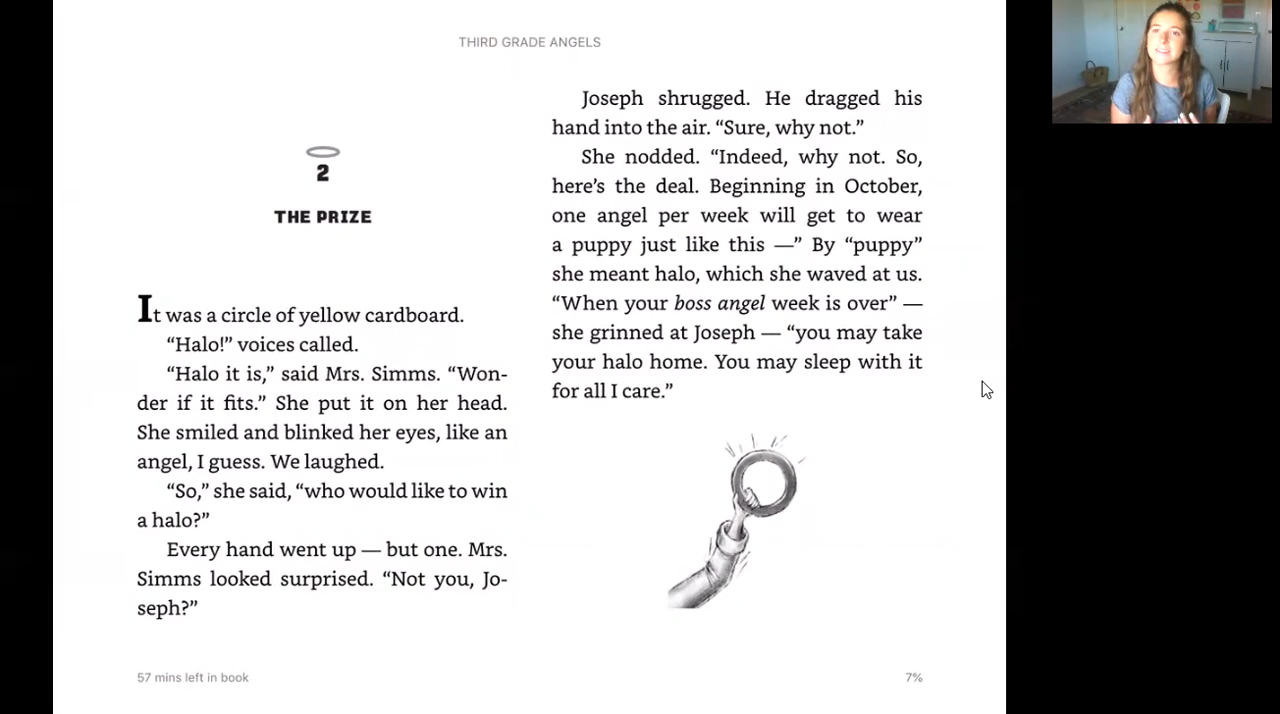 THIRD GRADE ANGELS
2
THE PRIZE
It was a circle of yellow cardboard.
“Halo!” voices called.
“Halo it is,” said Mrs. Simms. “Won-
der if it fits.” She put it on her head.
She smiled and blinked her eyes, like an
angel, I guess. We laughed.
“So,” she said, “who would like to win
a halo?”
Every hand went up — but one. Mrs.
Simms looked surprised. “Not you, Jo-
seph?”
Joseph shrugged. He dragged his
hand into the air. “Sure, why not.”
She nodded. “Indeed, why not. So,
here’s the deal. Beginning in October,
one angel per week will get to wear
a puppy just like this —” By “puppy”
she meant halo, which she waved at us.
“When your boss angel week is over” —
she grinned at Joseph — “you may take
your halo home. You may sleep with it
for all I care.”
57 mins left in book
7%